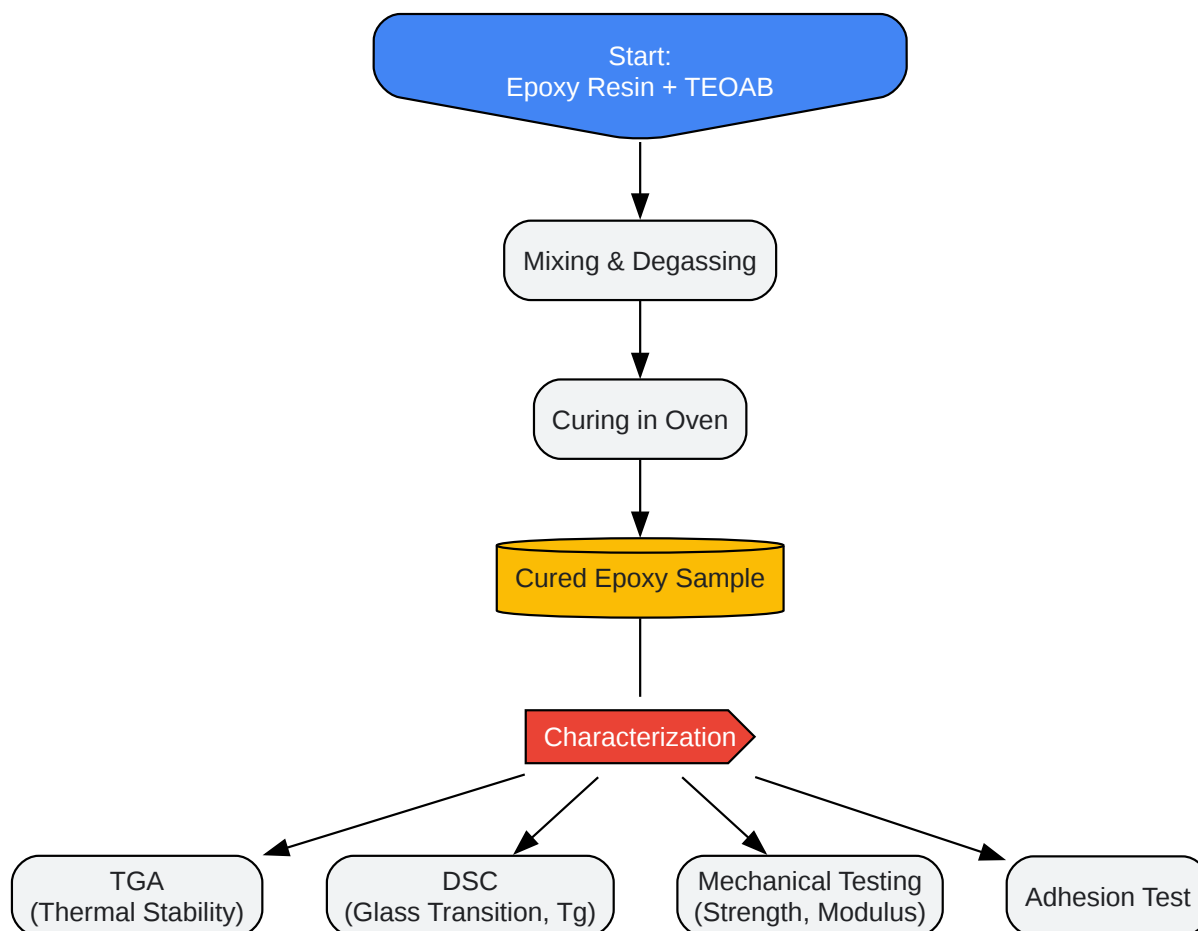 Start:
Epoxy Resin + TEOAB
Mixing & Degassing
Curing in Oven
Cured Epoxy Sample
Characterization
TGA
(Thermal Stability)
DSC
(Glass Transition, Tg)
Mechanical Testing
(Strength, Modulus)
Adhesion Test